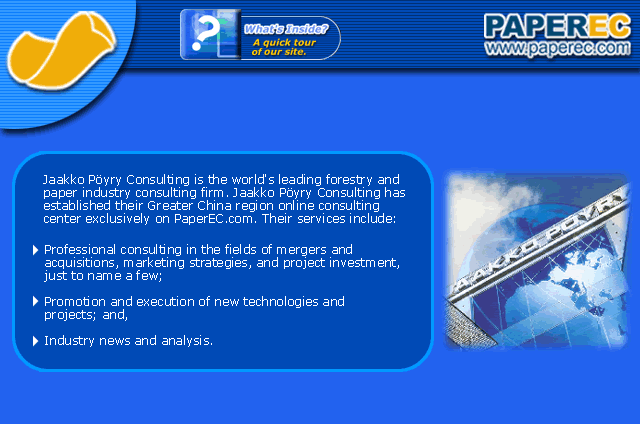 What's Inside?
A quick tour
of our site.
PAPEREC
www.paperec.com
Jaakko Pöyry Consulting is the world's leading forestry and
paper industry consulting firm. Jaakko Pöyry Consulting has
established their Greater China region online consulting
center exclusively on PaperEC.com. Their services include:
Professional consulting in the fields of mergers and
acquisitions, marketing strategies, and project investment,
just to name a few;
Promotion and execution of new technologies and
projects; and,
Industry news and analysis.
JAAKKO PÖYRY